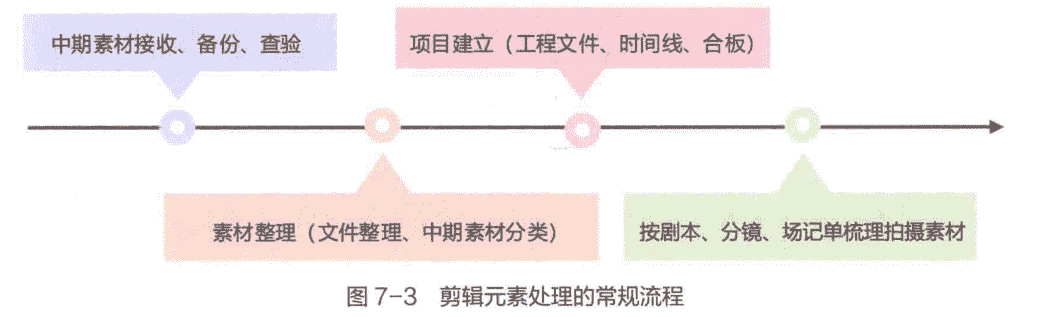 中期素材接收、备份、查验
项目建立（工程文件、时间线、合板）
素材整理（文件整理、中期素材分类）
按剧本、分镜、场记单梳理拍摄素材
图 7-3 剪辑元素处理的常规流程